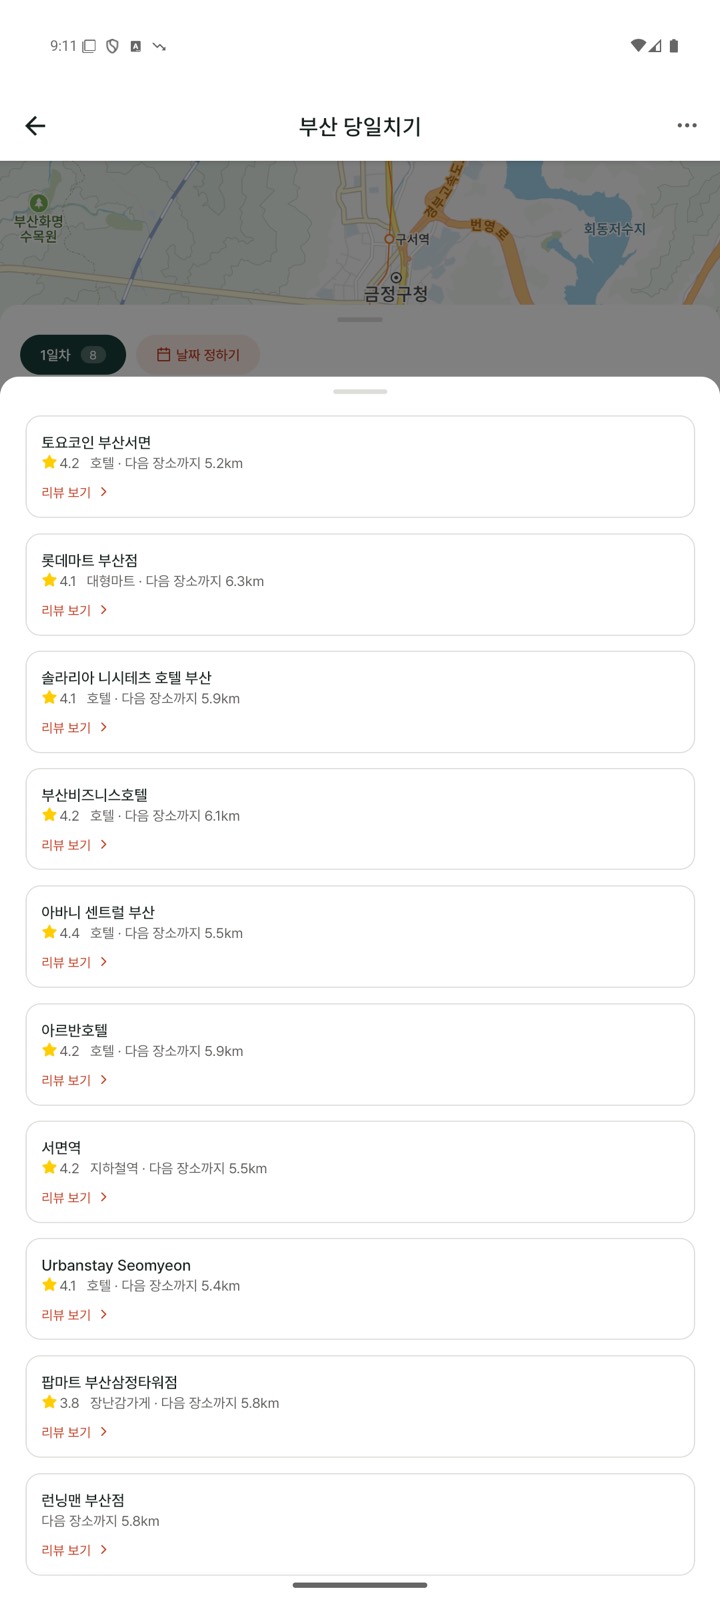 9:11
부산 당일치기
부산화명
수목원
경부고속도
구서역
번영로
회동저수지
금정구청
1일차 8
날짜 정하기
토요코인 부산서면
4.2 호텔 · 다음 장소까지 5.2km
리뷰 보기
롯데마트 부산점
4.1 대형마트 · 다음 장소까지 6.3km
리뷰 보기
솔라리아 니시테츠 호텔 부산
4.1 호텔 · 다음 장소까지 5.9km
리뷰 보기
부산비즈니스호텔
4.2 호텔 · 다음 장소까지 6.1km
리뷰 보기
아바니 센트럴 부산
4.4 호텔 · 다음 장소까지 5.5km
리뷰 보기
아르반호텔
4.2 호텔 · 다음 장소까지 5.9km
리뷰 보기
서면역
4.2 지하철역 · 다음 장소까지 5.5km
리뷰 보기
Urbanstay Seomyeon
4.1 호텔 · 다음 장소까지 5.4km
리뷰 보기
팝마트 부산삼정타워점
3.8 장난감가게 · 다음 장소까지 5.8km
리뷰 보기
런닝맨 부산점
다음 장소까지 5.8km
리뷰 보기